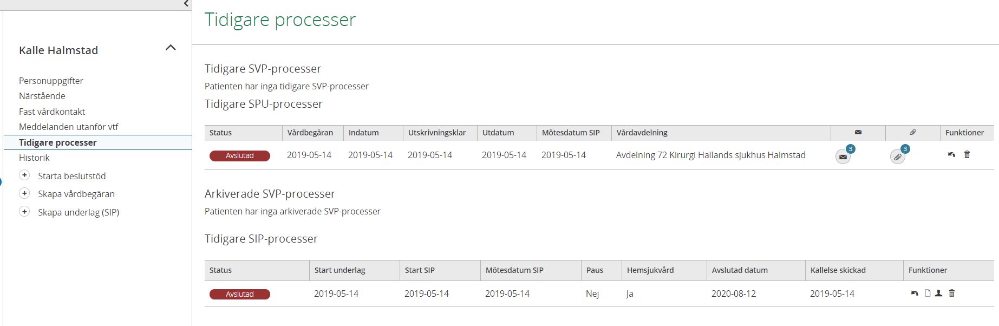 Tidigare processer
Kalle Halmstad
Personuppgifter
Närstående
Fast vårdkontakt
Meddelanden utanför vtf
Tidigare processer
Historik
+ Starta beslutstöd
+ Skapa vårdbegäran
+ Skapa underlag (SIP)
Tidigare SVP-processer
Patienten har inga tidigare SVP-processer
Tidigare SPU-processer
Status Vårdbegäran Indatum Utskrivningsklar Utdatum Mötesdatum SIP Vårdavdelning Funktioner
Avslutad 2019-05-14 2019-05-14 2019-05-14 2019-05-14 2019-05-14 Avdelning 72 Kirurgi Hallands sjukhus Halmstad 3 3
Arkiverade SVP-processer
Patienten har inga arkiverade SVP-processer
Tidigare SIP-processer
Status Start underlag Start SIP Mötesdatum SIP Paus Hemsjukvård Avslutad datum Kallelse skickad Funktioner
Avslutad 2019-05-14 2019-05-14 2019-05-14 Nej Ja 2020-08-12 2019-05-14